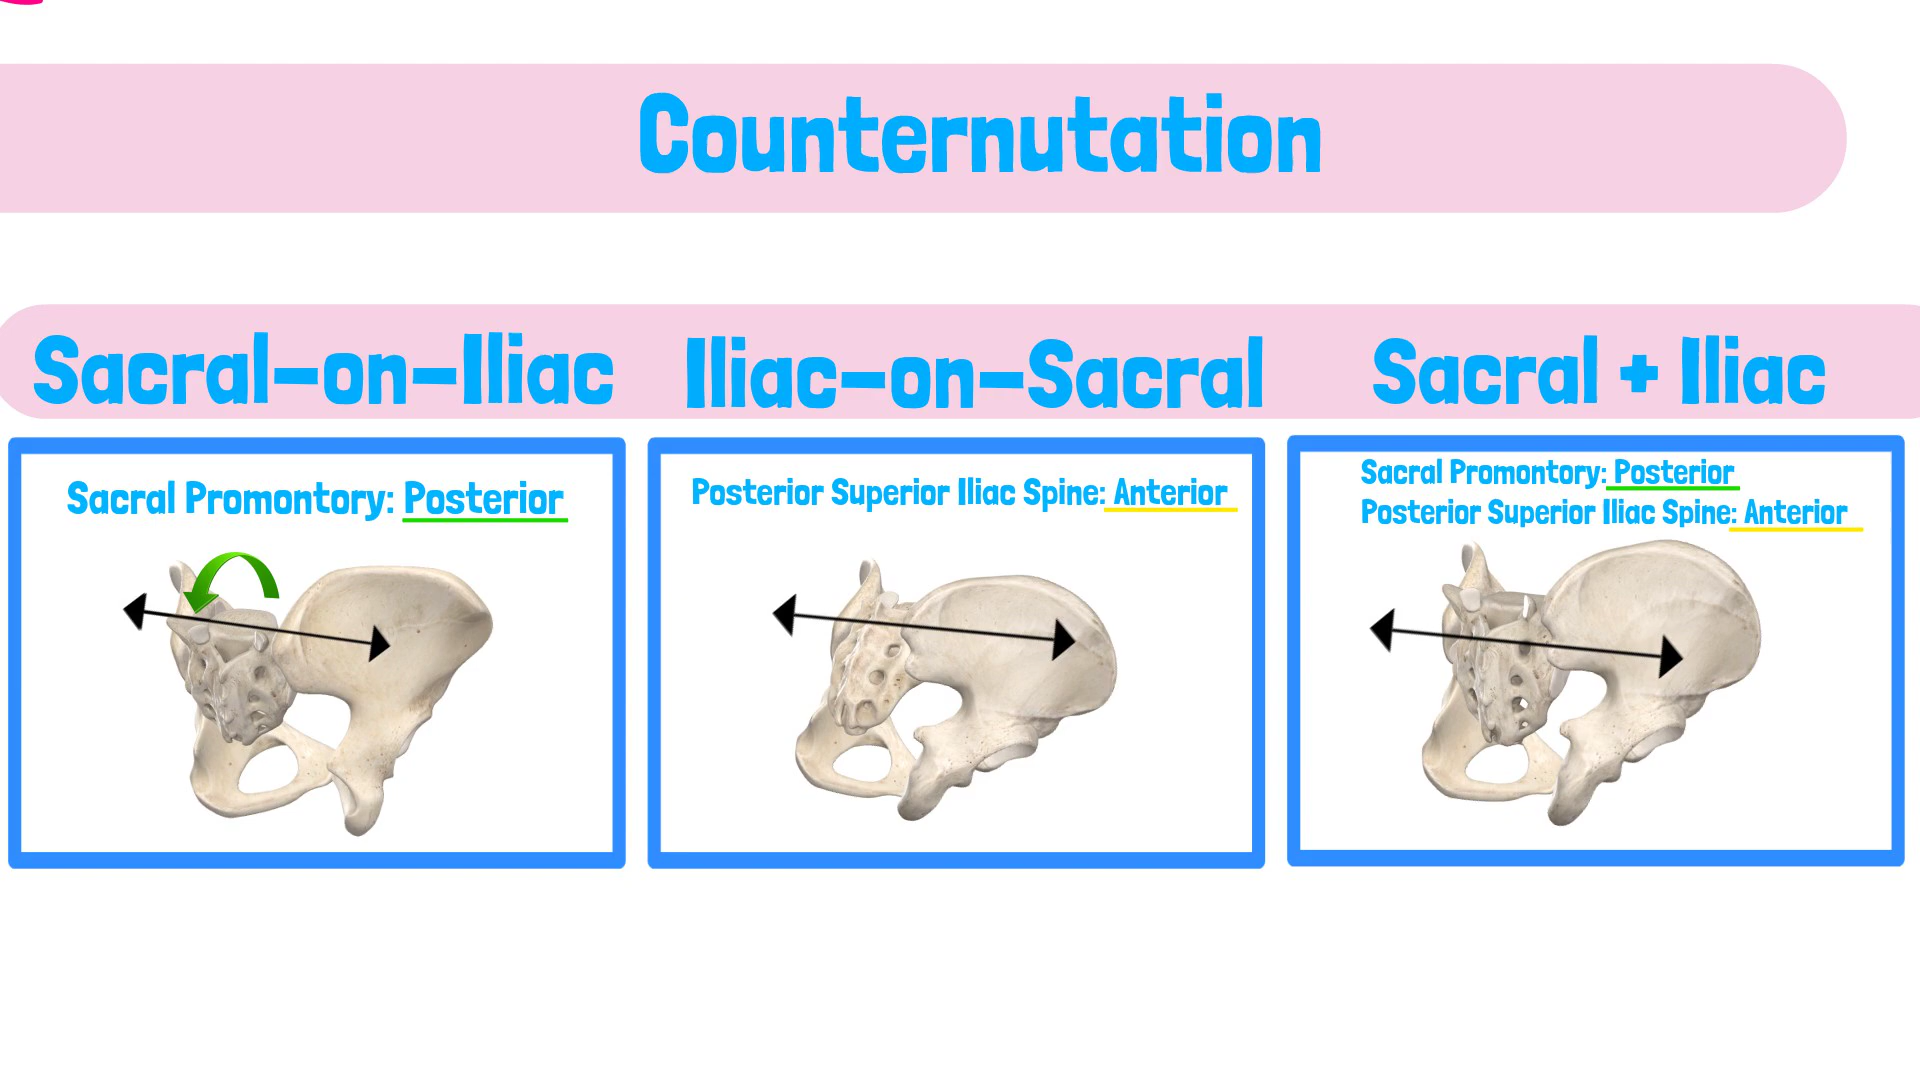 Counternutation
Sacral-on-Iliac
Iliac-on-Sacral
Sacral + Iliac
Sacral Promontory: Posterior
Posterior Superior Iliac Spine: Anterior
Sacral Promontory: Posterior
Posterior Superior Iliac Spine: Anterior